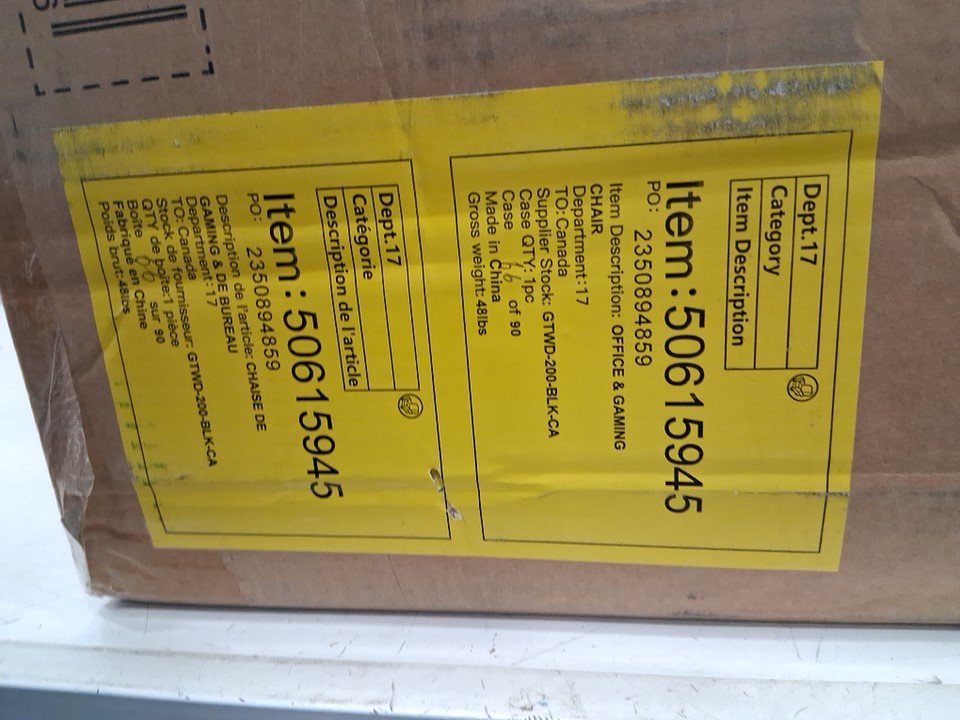 Dept.17
Category
Item Description
Item:50615945
PO: 2350894859
Item Description: OFFICE & GAMING
CHAIR
Department:17
TO:Canada
Supplier Stock: GTWD-200-BLK-CA
Case QTY: 1pc
Case of 90
Made in China
Gross weight: 48lbs
Dept.17
Catégorie
Description de l'article
Item:50615945
PO: 2350894859
Description de l'article: CHAISE DE
GAMING & DE BUREAU
Department:17
TO:Canada
Stock de fournisseur: GTWD-200-BLK-CA
QTY de boîte:1 pièce
Boîte sur 90
Fabriqué en Chine
Poids brut:48lbs